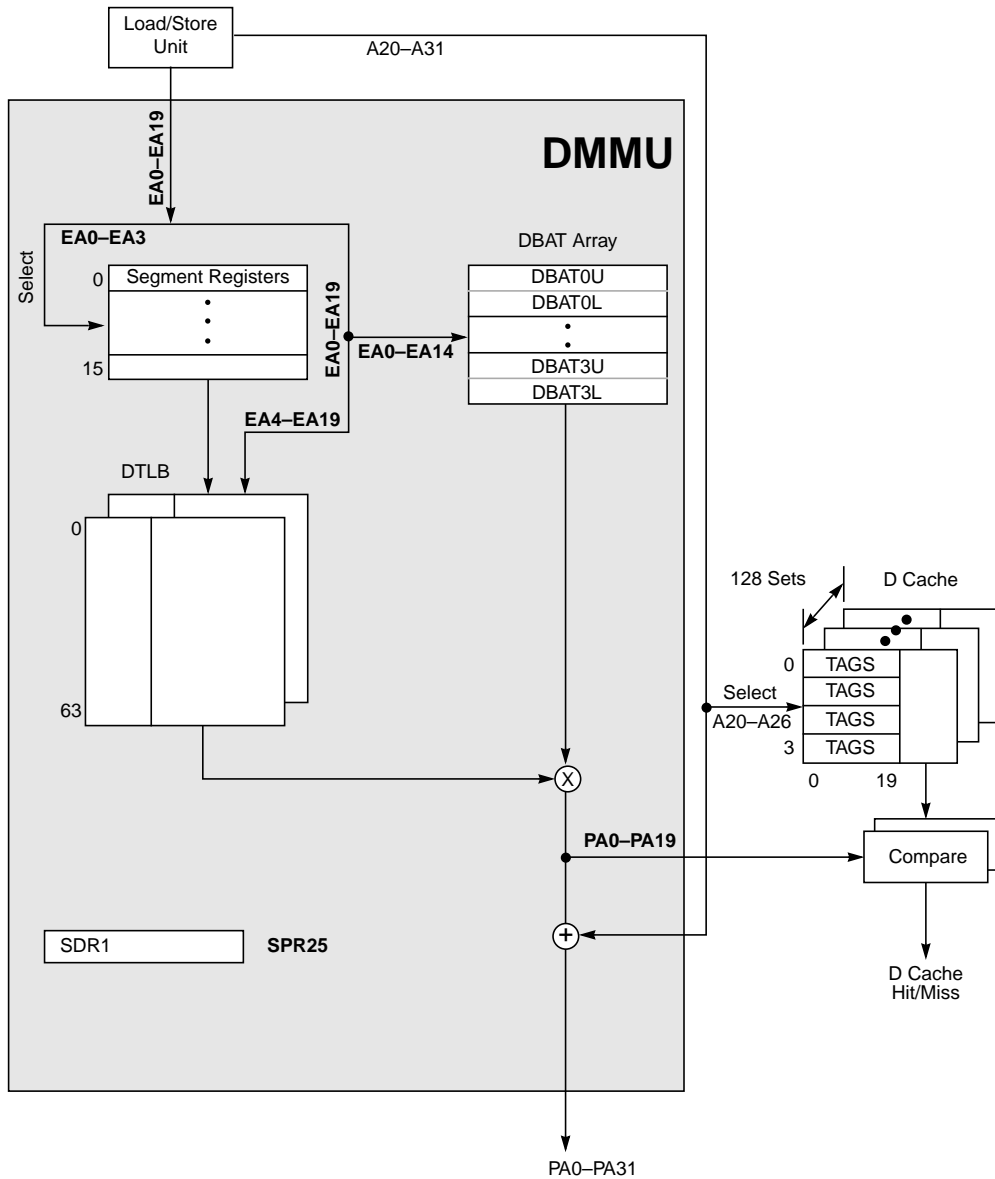 Load/Store
Unit
A20–A31
EA0–EA19
DMMU
EA0–EA3
Select
DBAT Array
0
Segment Registers
15
EA0–EA19
EA0–EA14
DBAT0U
DBAT0L
DBAT3U
DBAT3L
EA4–EA19
DTLB
0
63
128 Sets
D Cache
0
TAGS
TAGS
TAGS
3
TAGS
Select
A20–A26
0
19
X
PA0–PA19
Compare
+
SDR1
SPR25
D Cache
Hit/Miss
PA0–PA31